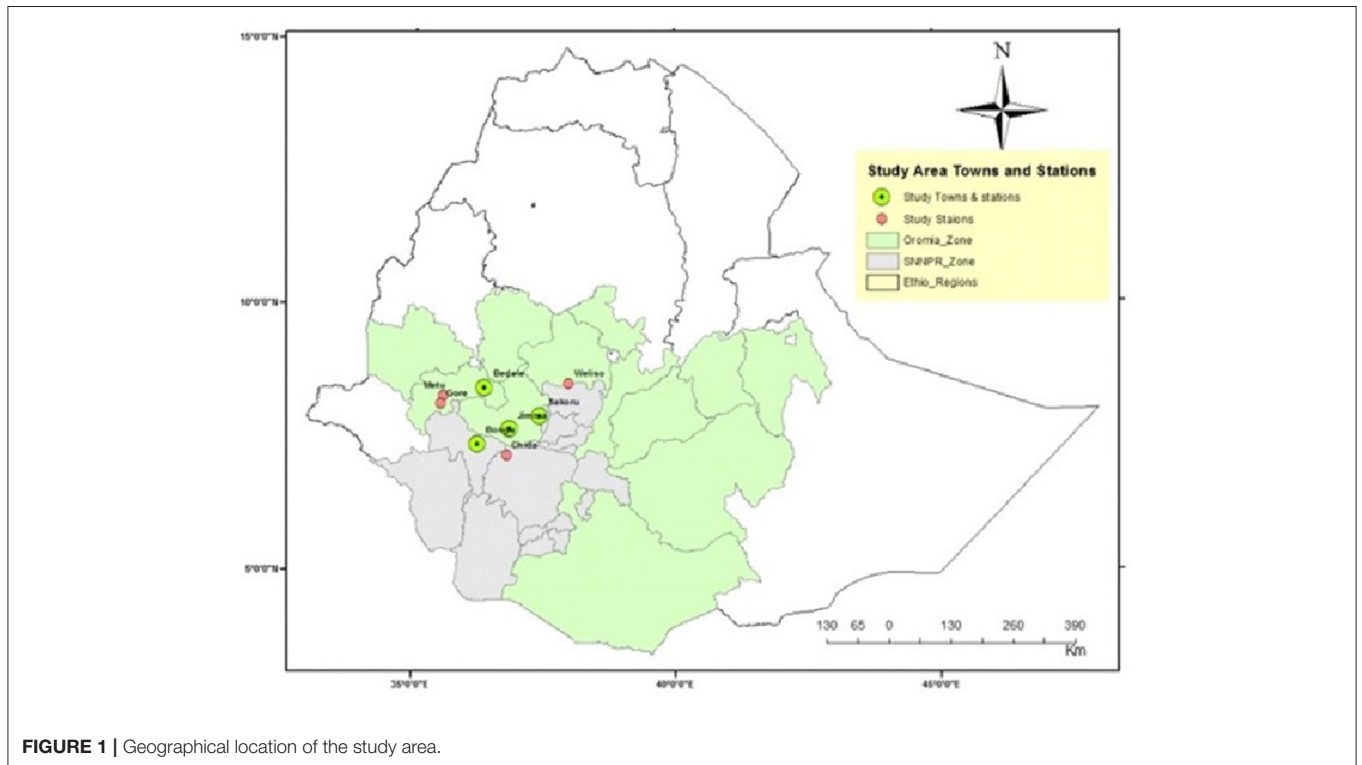 15°0'0"N
N
Study Area Towns and Stations
Study Towns & stations
Study Staions
Oromia_Zone
SNNPR_Zone
Ethio_Regions
10°0'0"N
Bedele
Weliso
Metu
Gore
Sekoru
Jimma
Bonga
Chida
5°0'0"N
130 65 0 130 260 390
Km
35°0'0"E 40°0'0"E 45°0'0"E
FIGURE 1 | Geographical location of the study area.